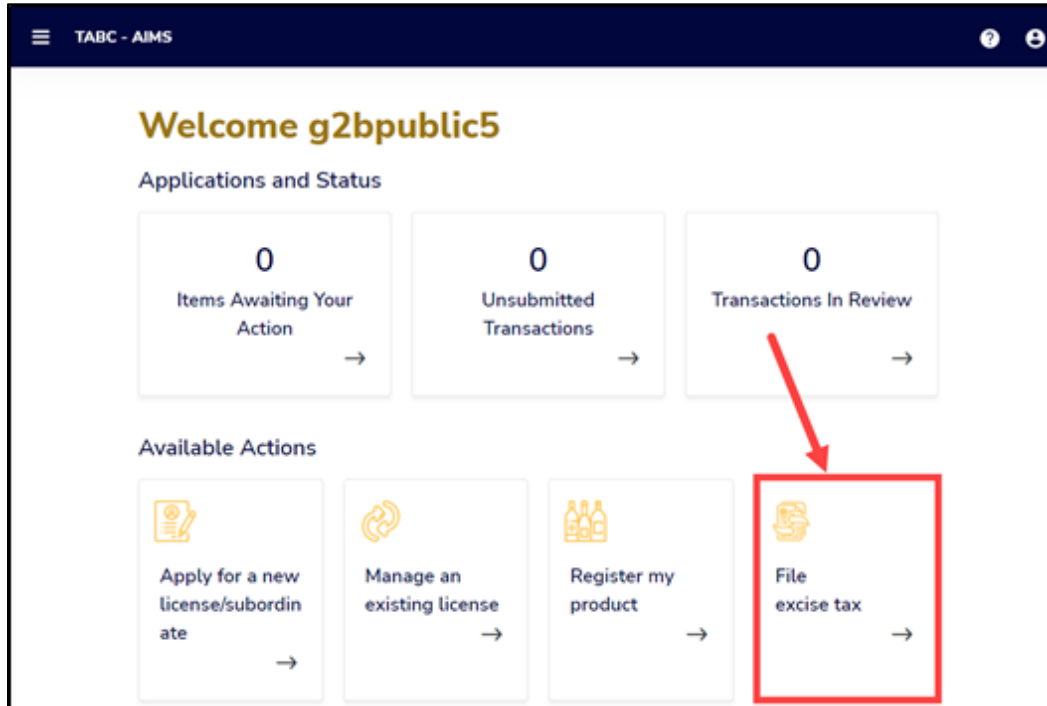 TABC - AIMS
Welcome g2bpublic5
Applications and Status
0
Items Awaiting Your
Action
0
Unsubmitted
Transactions
0
Transactions In Review
Available Actions
Apply for a new
license/subordin
ate
Manage an
existing license
Register my
product
File
excise tax